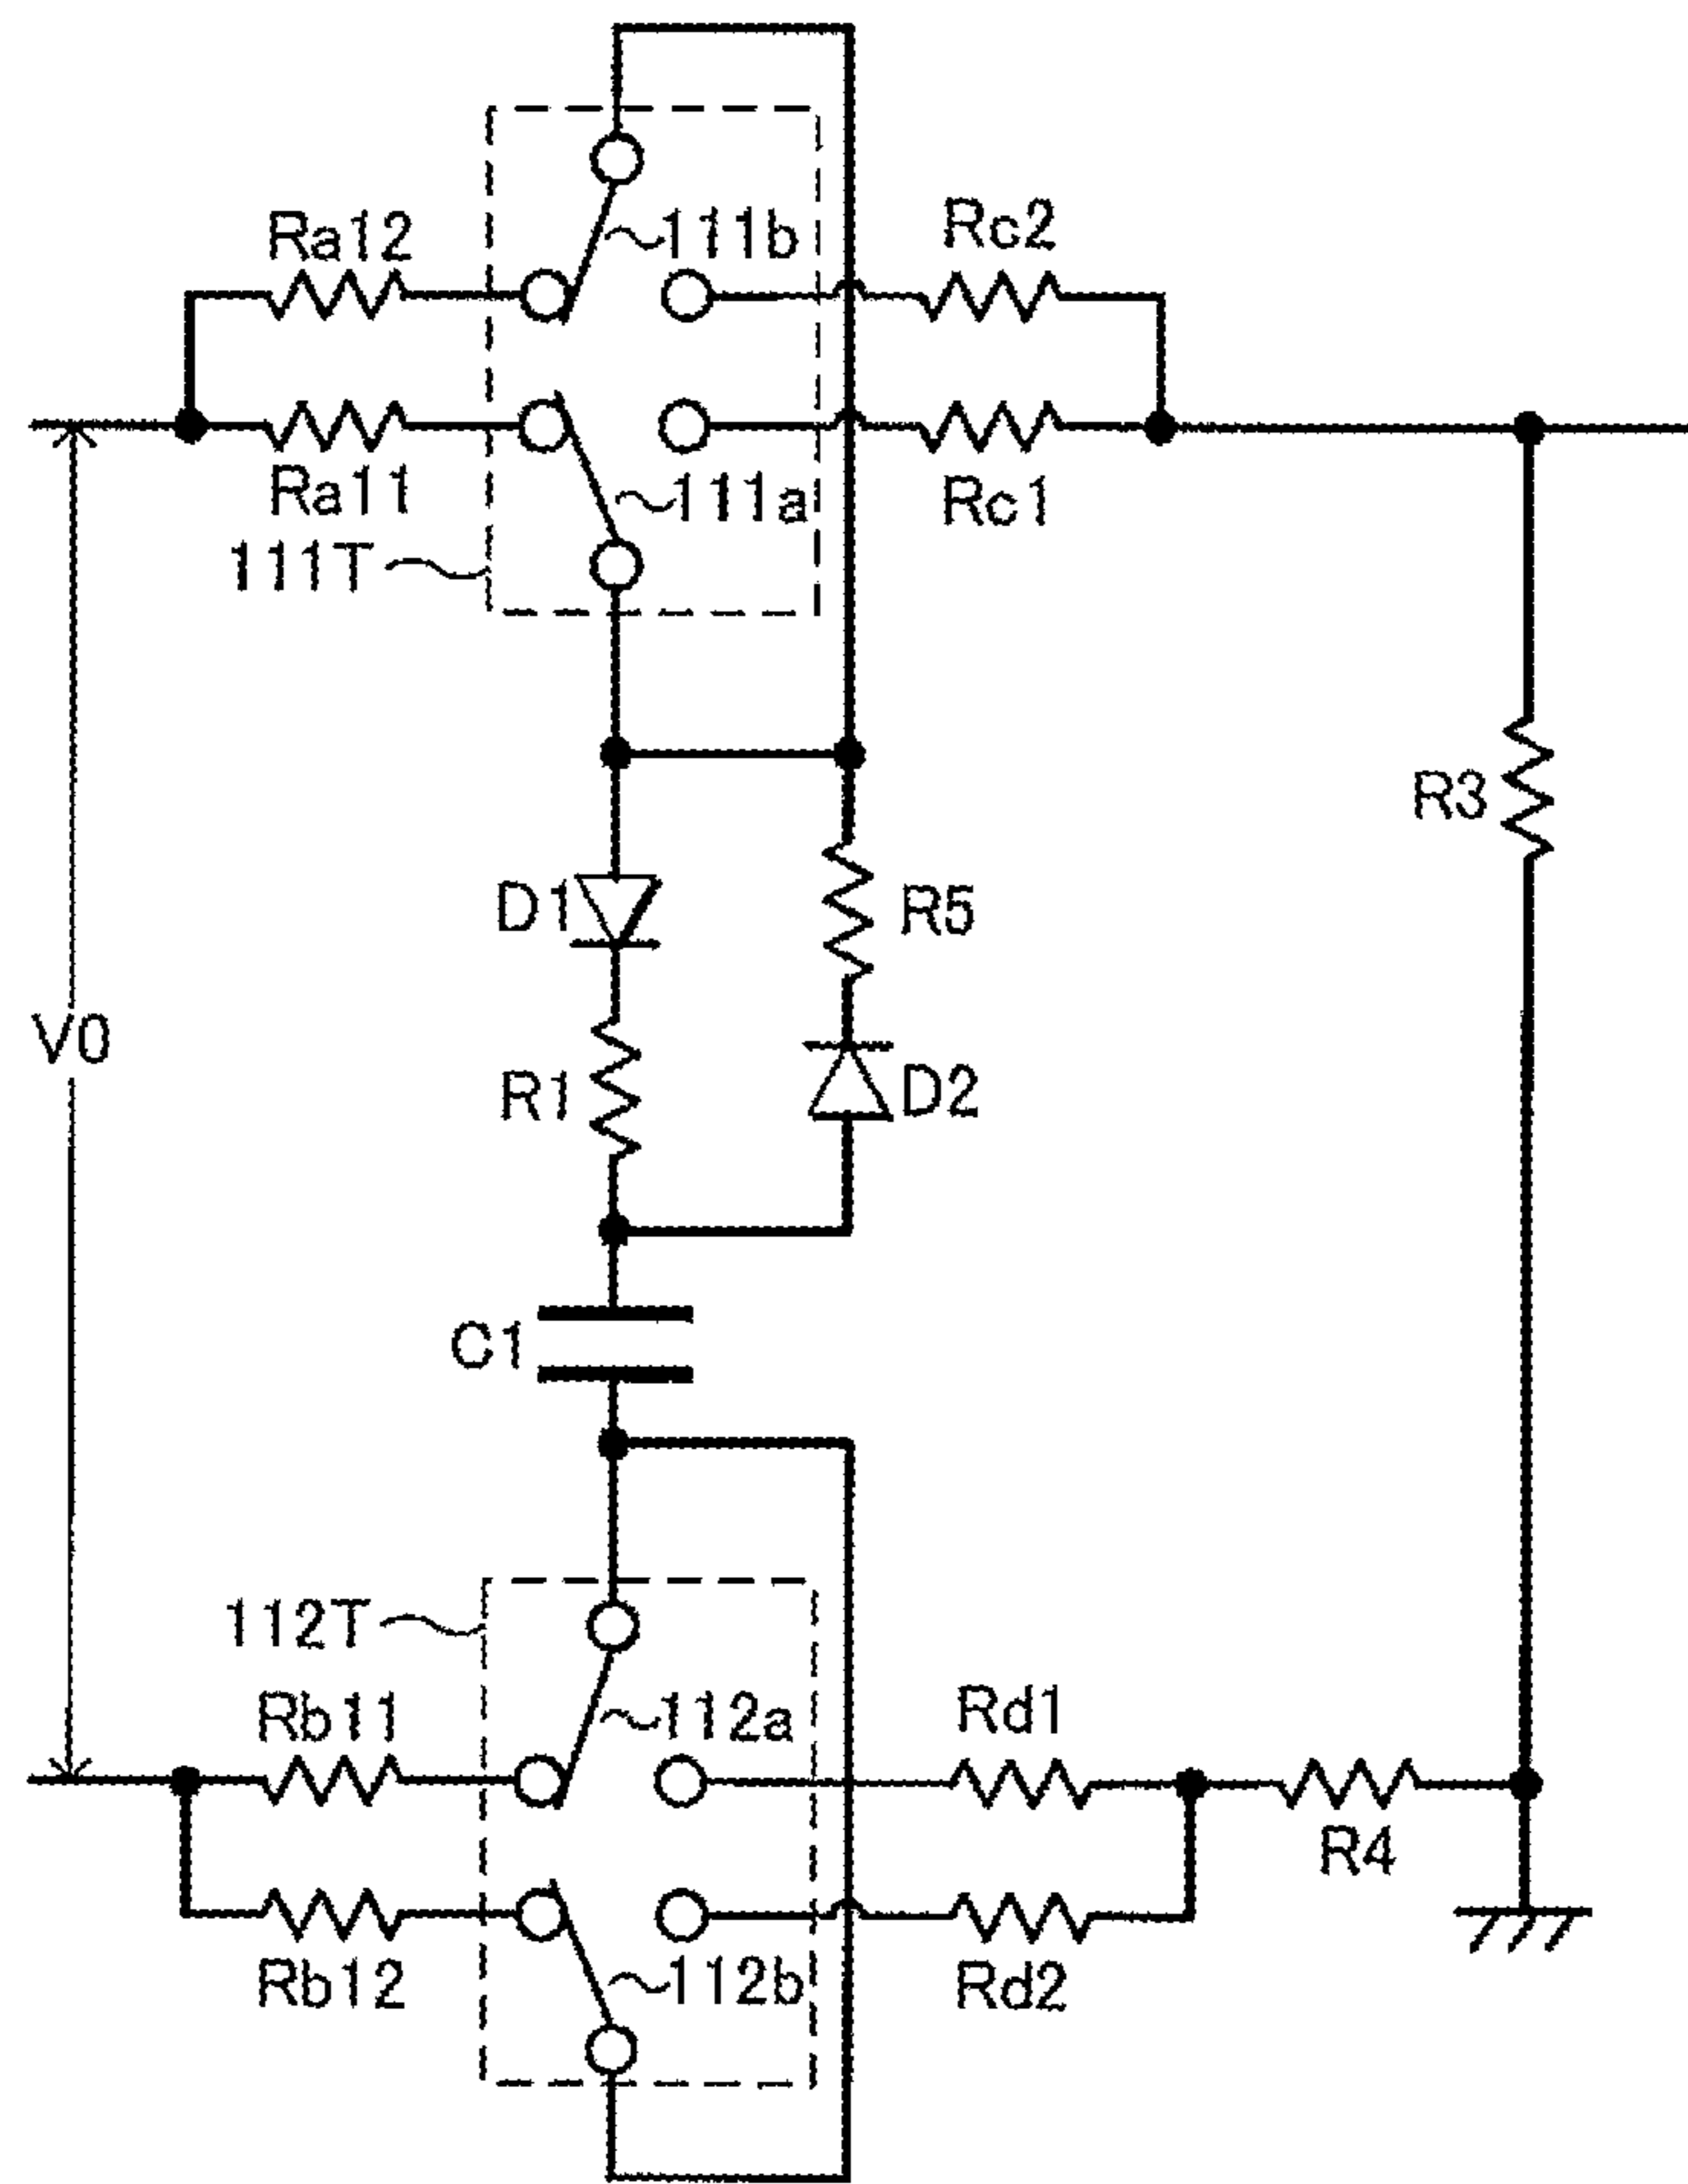 Ra12
111b
Rc2
Ra11
111a
Rc1
111T
R3
D1
R5
V0
R1
D2
C1
112T
Rb11
112a
Rd1
R4
Rb12
112b
Rd2